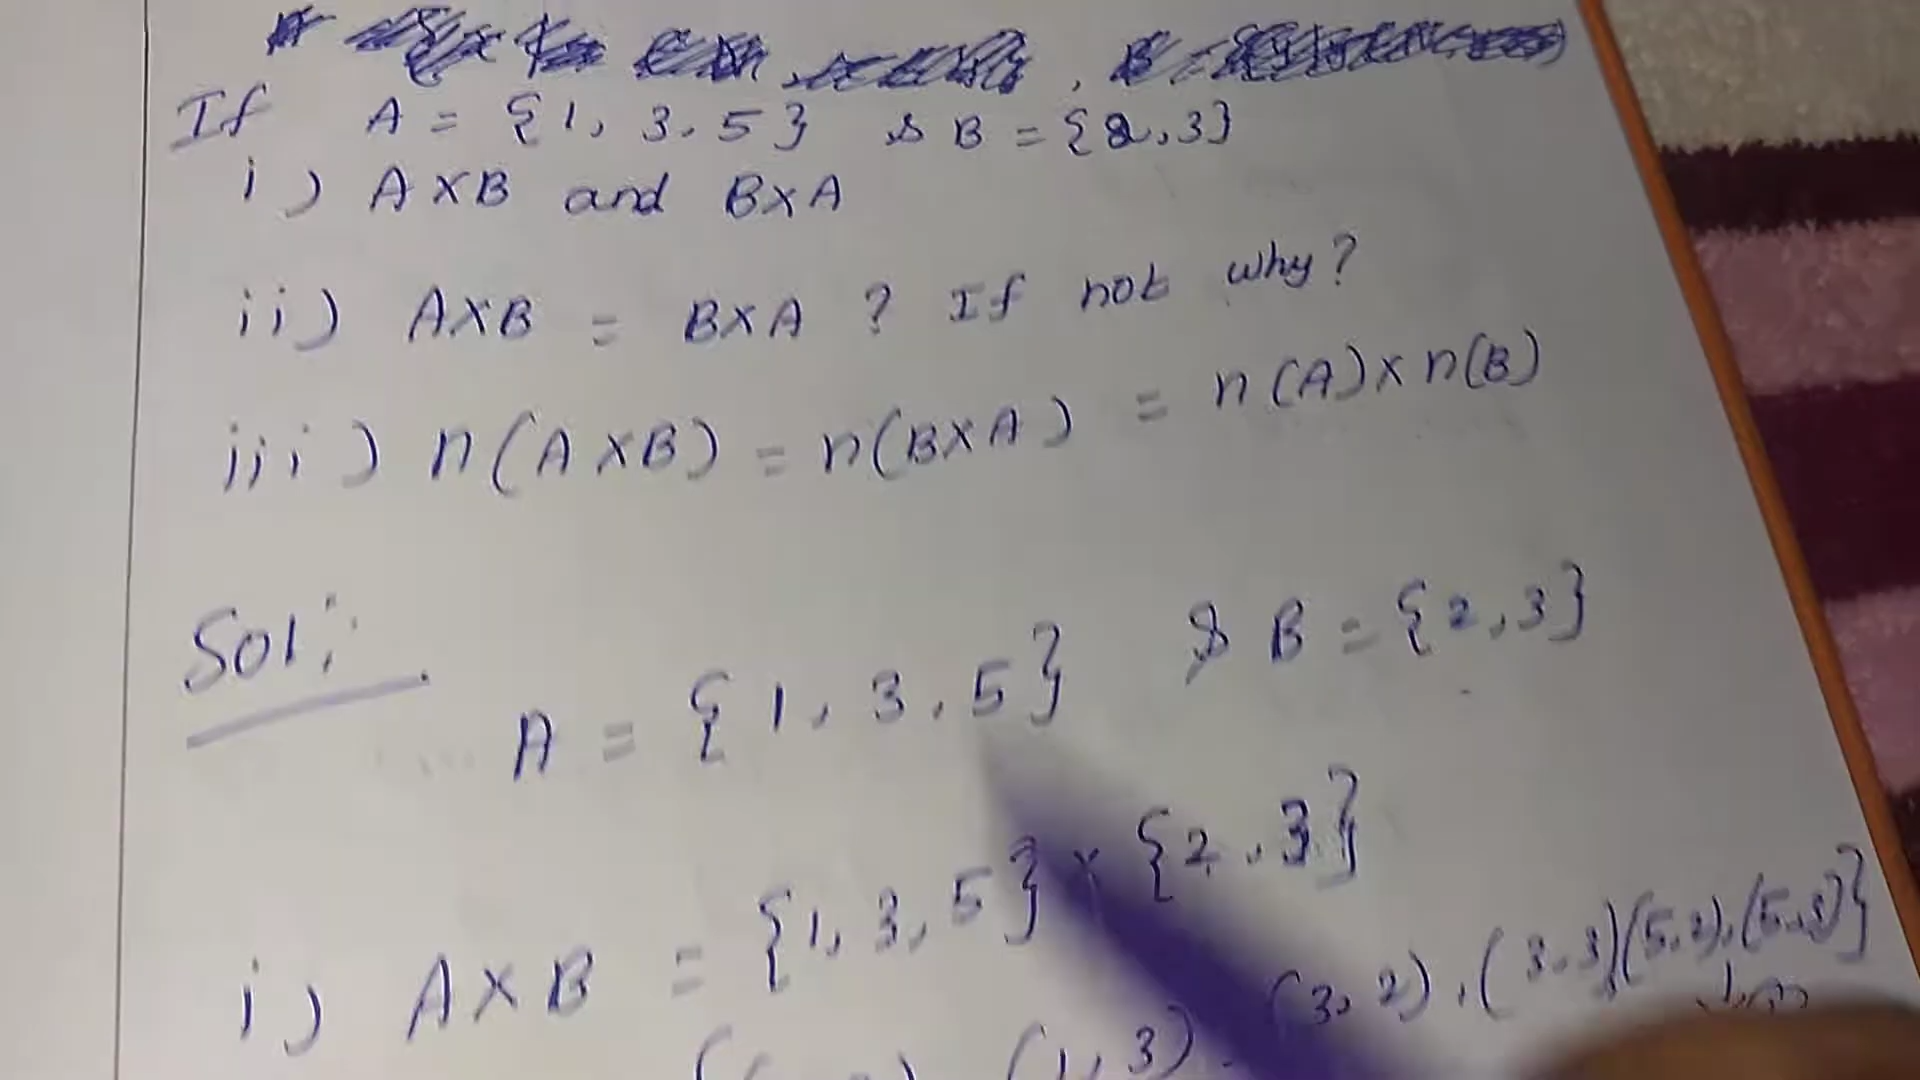 If A = {1, 3, 5} & B = {2, 3}
i) A×B and B×A
ii) A×B = B×A ? If not why?
iii) n(A×B) = n(B×A) = n(A)×n(B)
Sol:
A = {1, 3, 5} & B = {2, 3}
i) A×B = {1, 3, 5} × {2, 3}
(1, 3), (3, 2), (3, 3) (5, 2), (5, 3)}